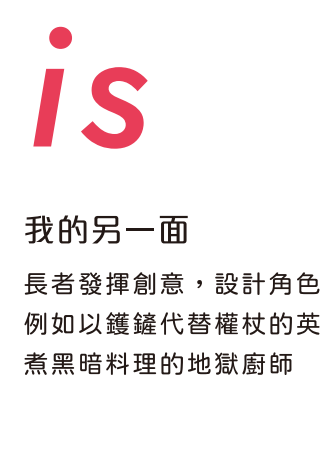 is
我的另一面
長者發揮創意，設計角色
例如以鑊鏟代替權杖的英
煮黑暗料理的地獄廚師